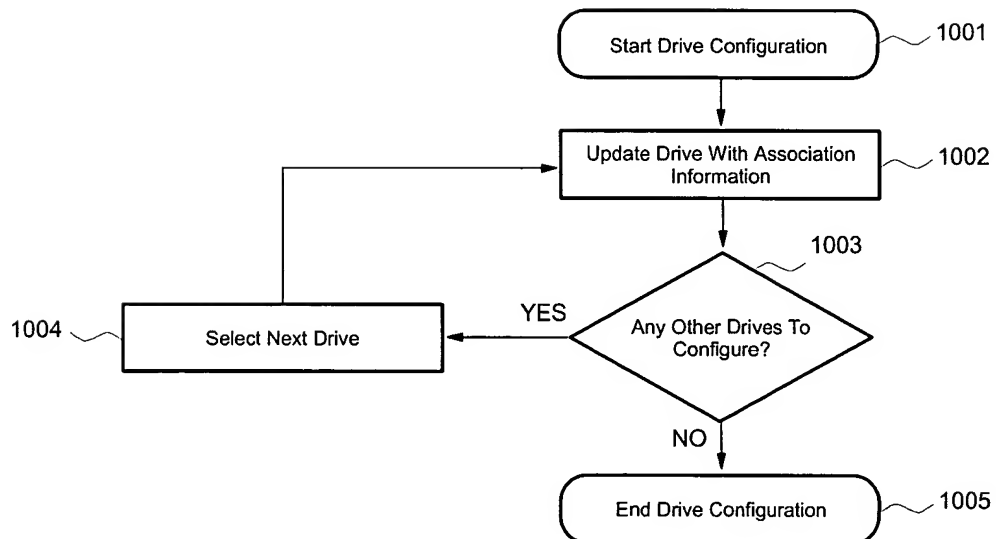 Start Drive Configuration
1001
Update Drive With Association
Information
1002
1003
Any Other Drives To
Configure?
YES
Select Next Drive
1004
NO
End Drive Configuration
1005